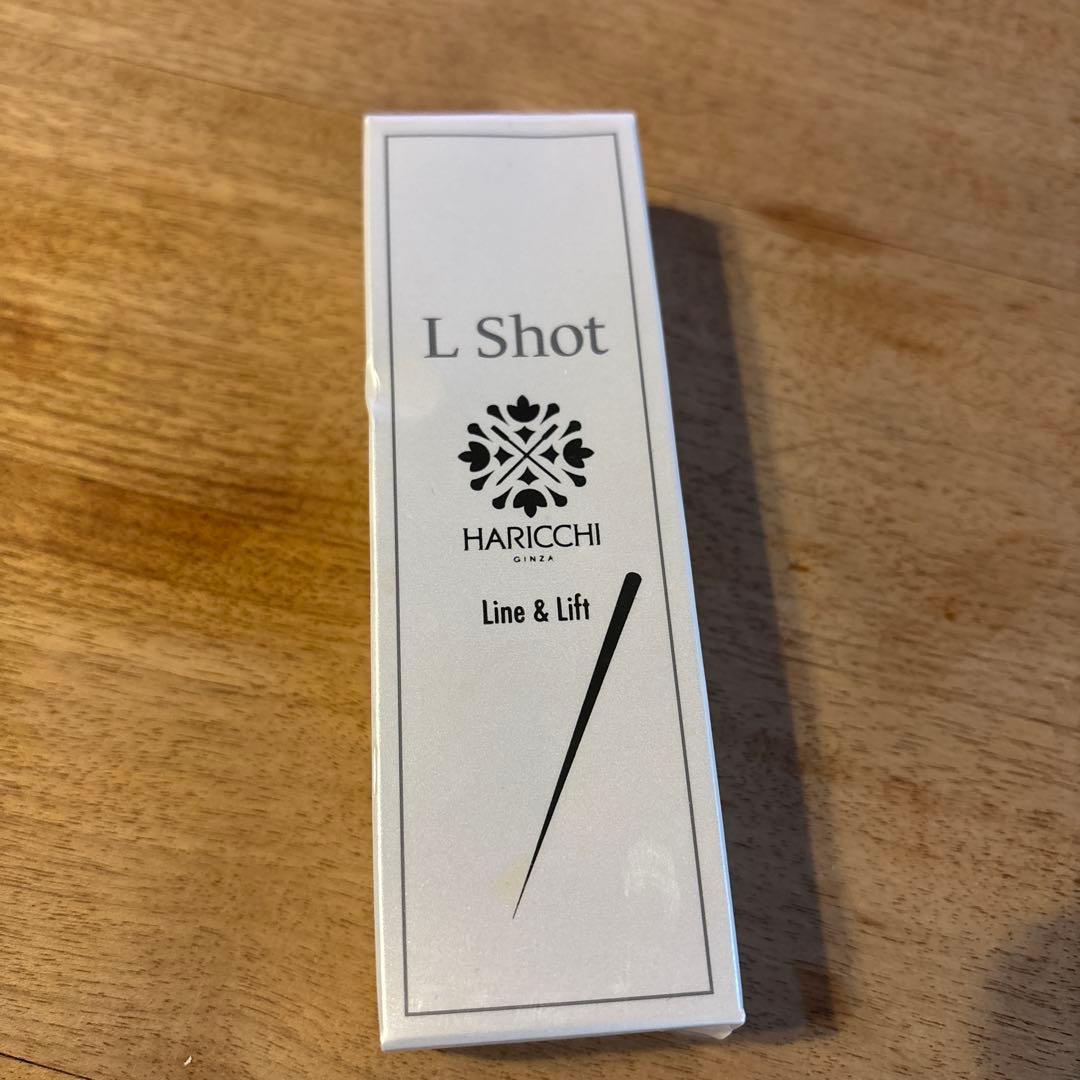 L Shot
HARICCHI
GINZA
Line & Lift